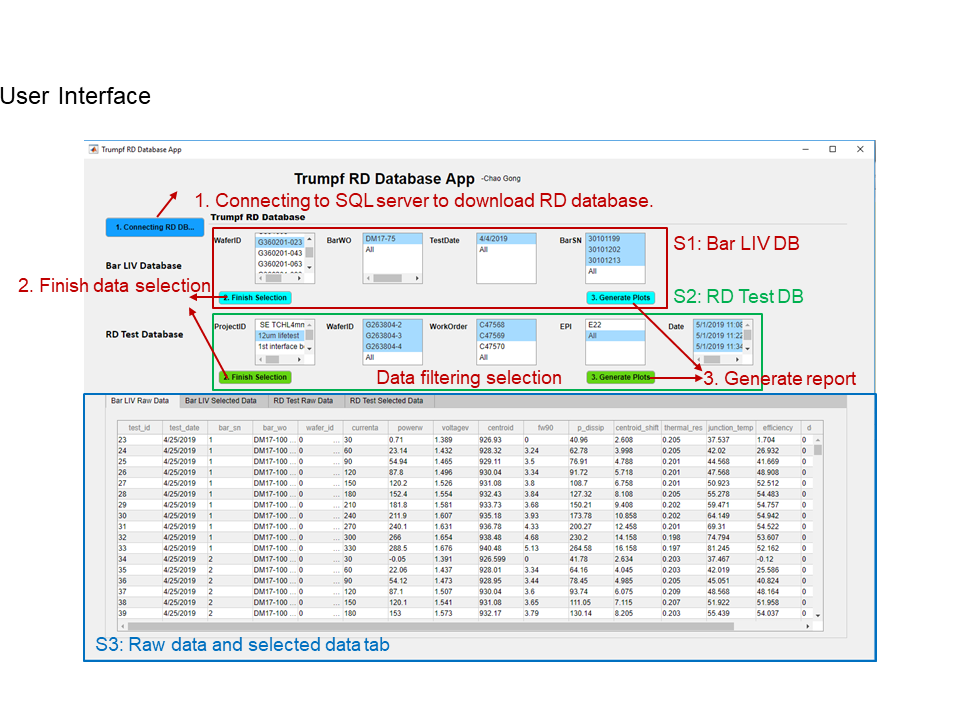 User Interface
Trumpf RD Database App
Trumpf RD Database App -Chao Gong
1. Connecting to SQL server to download RD database.
Trumpf RD Database
1. Connecting RD DB...
WaferID G360201-023 G360201-043 G360201-063
BarWO DM17-75 All
TestDate 4/4/2019 All
BarSN 30101199 30101202 30101213 All
S1: Bar LIV DB
Bar LIV Database
2. Finish data selection
2. Finish Selection
3. Generate Plots
S2: RD Test DB
RD Test Database
ProjectID SE TCHL4mn 12um lifetest 1st interface b
WaferID G263804-2 G263804-3 G263804-4 All
WorkOrder C47568 C47569 C47570 All
EPI E22 All
Date 5/1/2019 11:08 5/1/2019 11:22 5/1/2019 11:34
2. Finish Selection
Data filtering selection
3. Generate Plots
3. Generate report
Bar LIV Raw Data Bar LIV Selected Data RD Test Raw Data RD Test Selected Data
test_id test_date bar_sn bar_wo wafer_id currenta powerw voltagev centroid fw90 p_dissip centroid_shift thermal_res junction_temp efficiency d
23 4/25/2019 1 DM17-100 ... 0 ... 30 0.71 1.389 926.93 0 40.96 2.608 0.205 37.537 1.704 0
24 4/25/2019 1 DM17-100 ... 0 ... 60 23.14 1.432 928.32 3.24 62.78 3.998 0.205 42.02 26.932 0
25 4/25/2019 1 DM17-100 ... 0 ... 90 54.94 1.465 929.11 3.5 76.91 4.788 0.201 44.568 41.669 0
26 4/25/2019 1 DM17-100 ... 0 ... 120 87.8 1.496 930.04 3.34 91.72 5.718 0.201 47.568 48.908 0
27 4/25/2019 1 DM17-100 ... 0 ... 150 120.2 1.526 931.08 3.8 108.7 6.758 0.201 50.923 52.512 0
28 4/25/2019 1 DM17-100 ... 0 ... 180 152.4 1.554 932.43 3.84 127.32 8.108 0.205 55.278 54.483 0
29 4/25/2019 1 DM17-100 ... 0 ... 210 181.8 1.581 933.73 3.68 150.21 9.408 0.202 59.471 54.757 0
30 4/25/2019 1 DM17-100 ... 0 ... 240 211.9 1.607 935.18 3.93 173.78 10.858 0.202 64.149 54.942 0
31 4/25/2019 1 DM17-100 ... 0 ... 270 240.1 1.631 936.78 4.33 200.27 12.458 0.201 69.31 54.522 0
32 4/25/2019 1 DM17-100 ... 0 ... 300 266 1.654 938.48 4.68 230.2 14.158 0.198 74.794 53.607 0
33 4/25/2019 1 DM17-100 ... 0 ... 330 288.5 1.676 940.48 5.13 264.58 16.158 0.197 81.245 52.162 0
34 4/25/2019 2 DM17-100 ... 0 ... 30 -0.05 1.391 926.599 0 41.78 2.634 0.203 37.467 -0.12 0
35 4/25/2019 2 DM17-100 ... 0 ... 60 22.06 1.437 928.01 3.34 64.16 4.045 0.203 42.019 25.586 0
36 4/25/2019 2 DM17-100 ... 0 ... 90 54.12 1.473 928.95 3.44 78.45 4.985 0.205 45.051 40.824 0
37 4/25/2019 2 DM17-100 ... 0 ... 120 87.1 1.507 930.04 3.6 93.74 6.075 0.209 48.568 48.164 0
38 4/25/2019 2 DM17-100 ... 0 ... 150 120.1 1.541 931.08 3.65 111.05 7.115 0.207 51.922 51.958 0
39 4/25/2019 2 DM17-100 ... 0 ... 180 153 1.573 932.17 3.79 130.14 8.205 0.203 55.439 54.037 0
S3: Raw data and selected data tab